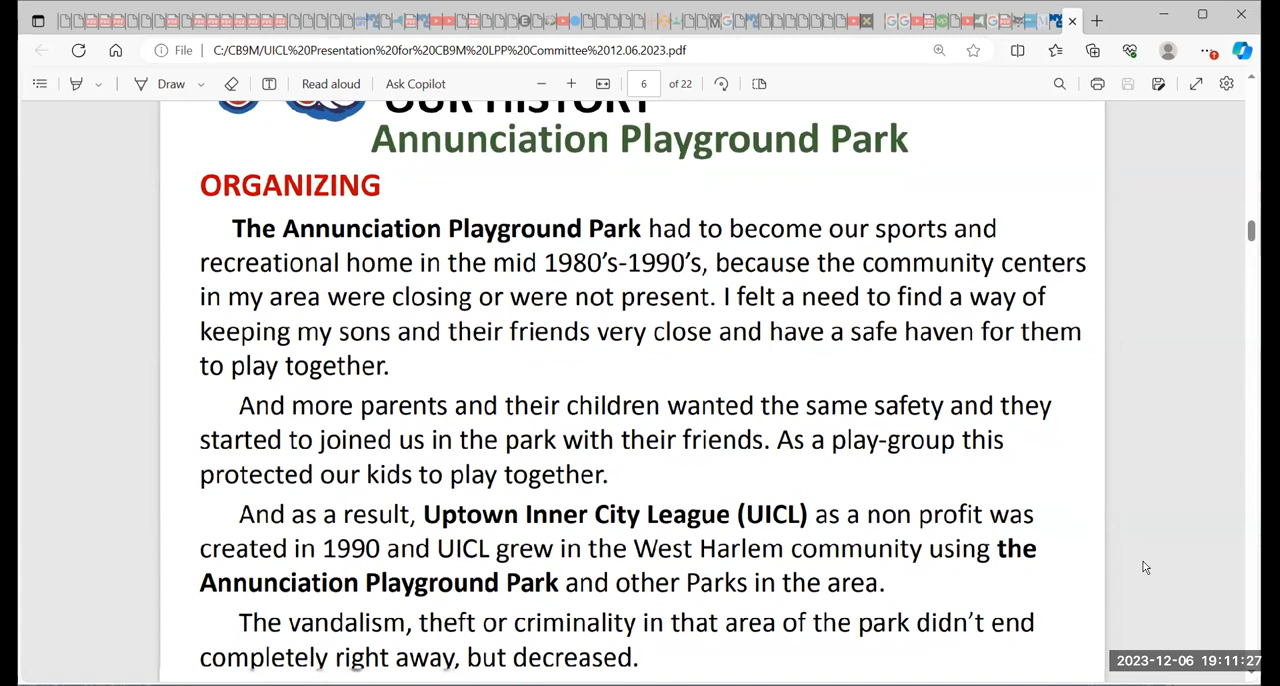 File C:/CB9M/UICL%20Presentation%20for%20CB9M%20LPP%20Committee%2012.06.2023.pdf
Draw Read aloud Ask Copilot 6 of 22
OUR HISTORY
Annunciation Playground Park
ORGANIZING
The Annunciation Playground Park had to become our sports and
recreational home in the mid 1980’s-1990’s, because the community centers
in my area were closing or were not present. I felt a need to find a way of
keeping my sons and their friends very close and have a safe haven for them
to play together.
And more parents and their children wanted the same safety and they
started to joined us in the park with their friends. As a play-group this
protected our kids to play together.
And as a result, Uptown Inner City League (UICL) as a non profit was
created in 1990 and UICL grew in the West Harlem community using the
Annunciation Playground Park and other Parks in the area.
The vandalism, theft or criminality in that area of the park didn’t end
completely right away, but decreased.
2023-12-06 19:11:27